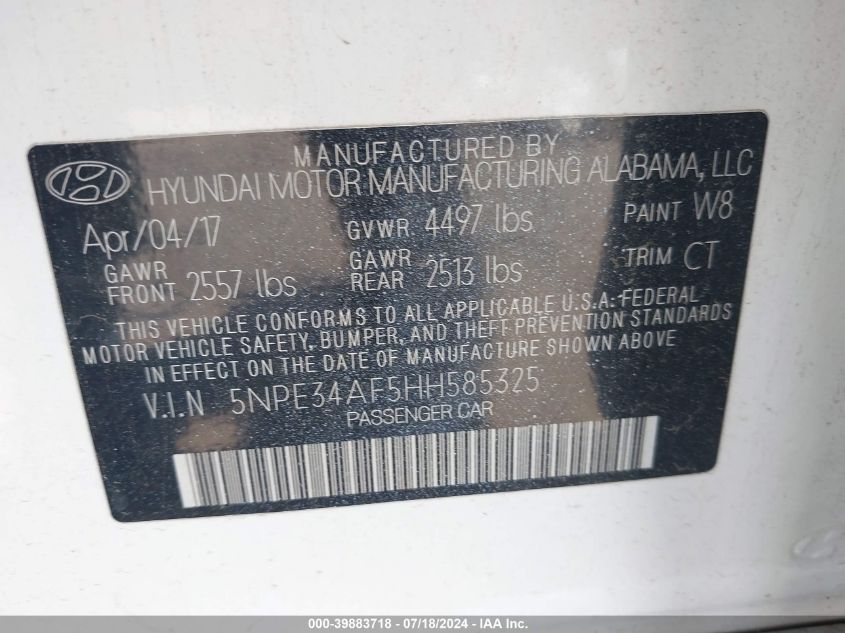 MANUFACTURED BY
HYUNDAI MOTOR MANUFACTURING ALABAMA, LLC
Apr/04/17 GVWR 4497 lbs PAINT W8
GAWR FRONT 2557 lbs GAWR REAR 2513 lbs TRIM CT
THIS VEHICLE CONFORMS TO ALL APPLICABLE U.S.A. FEDERAL
MOTOR VEHICLE SAFETY, BUMPER, AND THEFT PREVENTION STANDARDS
IN EFFECT ON THE DATE OF MANUFACTURE SHOWN ABOVE
V.I.N 5NPE34AF5HH585325
PASSENGER CAR
000-39883718 - 07/18/2024 - IAA Inc.